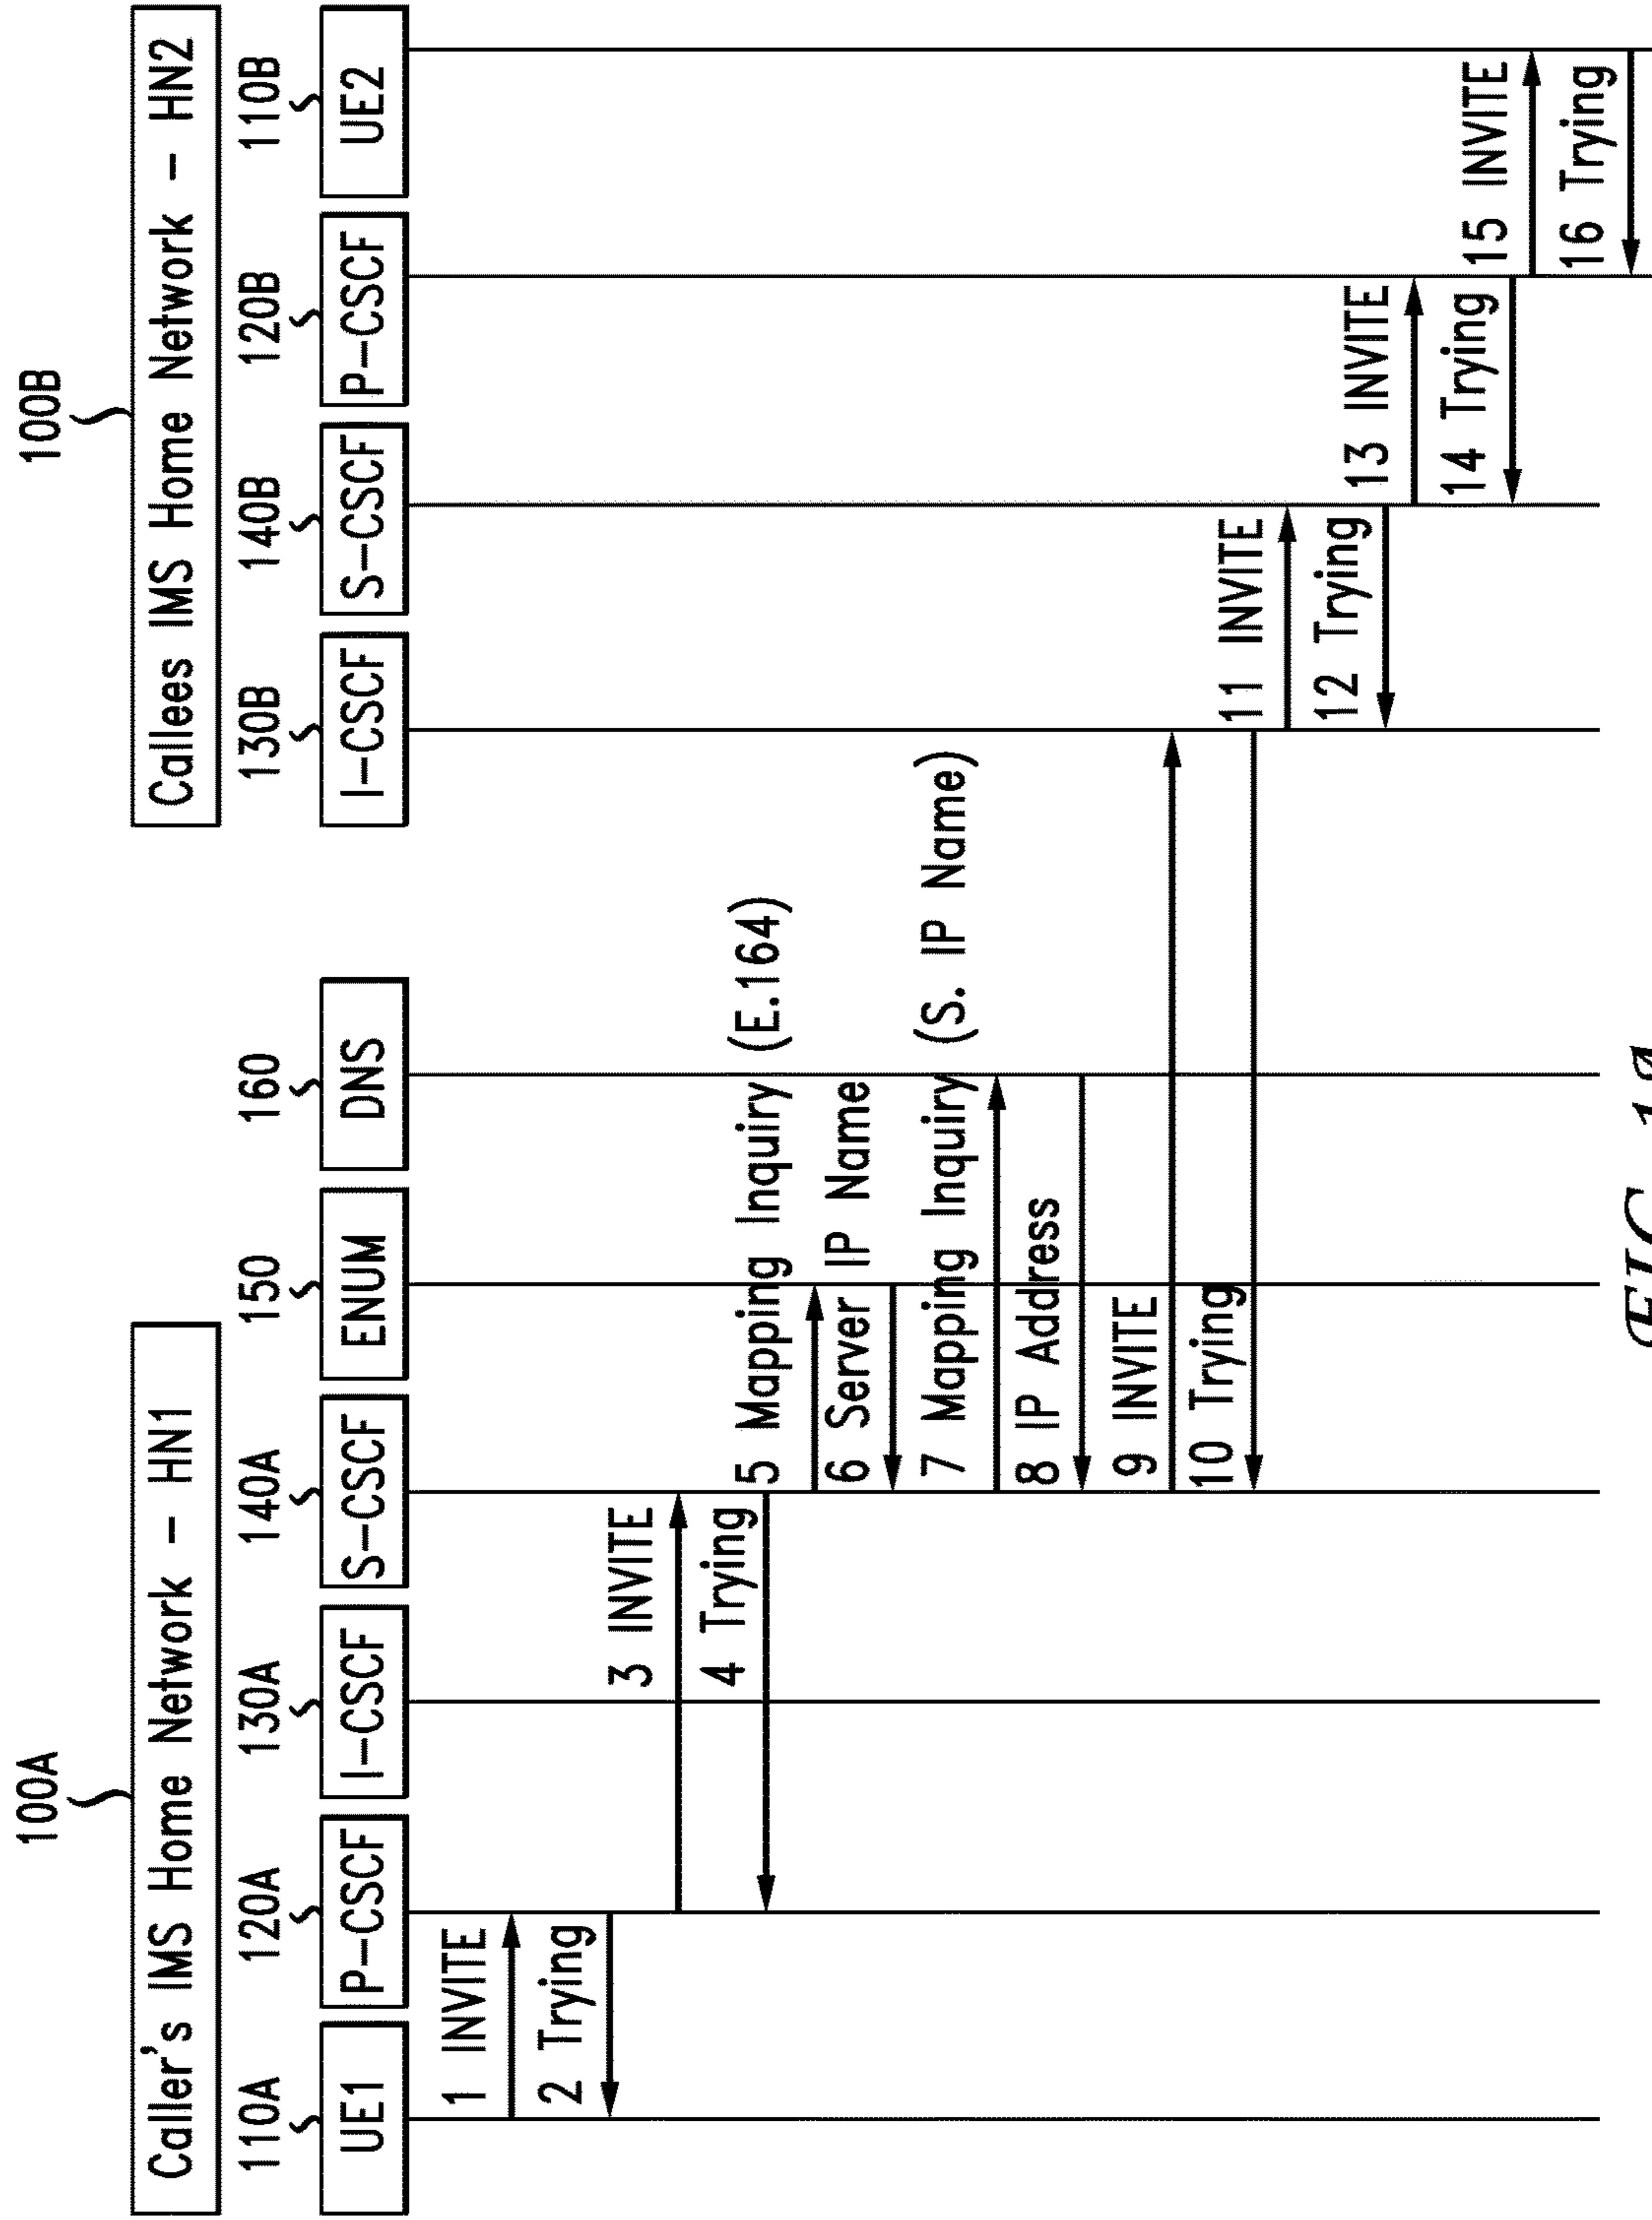 100A
100B
Caller's IMS Home Network – HN1
Callees IMS Home Network – HN2
110A
120A
130A
140A
150
160
130B
140B
120B
110B
UE1
P–CSCF
I–CSCF
S–CSCF
ENUM
DNS
I–CSCF
S–CSCF
P–CSCF
UE2
1 INVITE
2 Trying
3 INVITE
4 Trying
5 Mapping Inquiry (E.164)
6 Server IP Name
7 Mapping Inquiry (S. IP Name)
8 IP Address
9 INVITE
10 Trying
11 INVITE
12 Trying
13 INVITE
14 Trying
15 INVITE
16 Trying